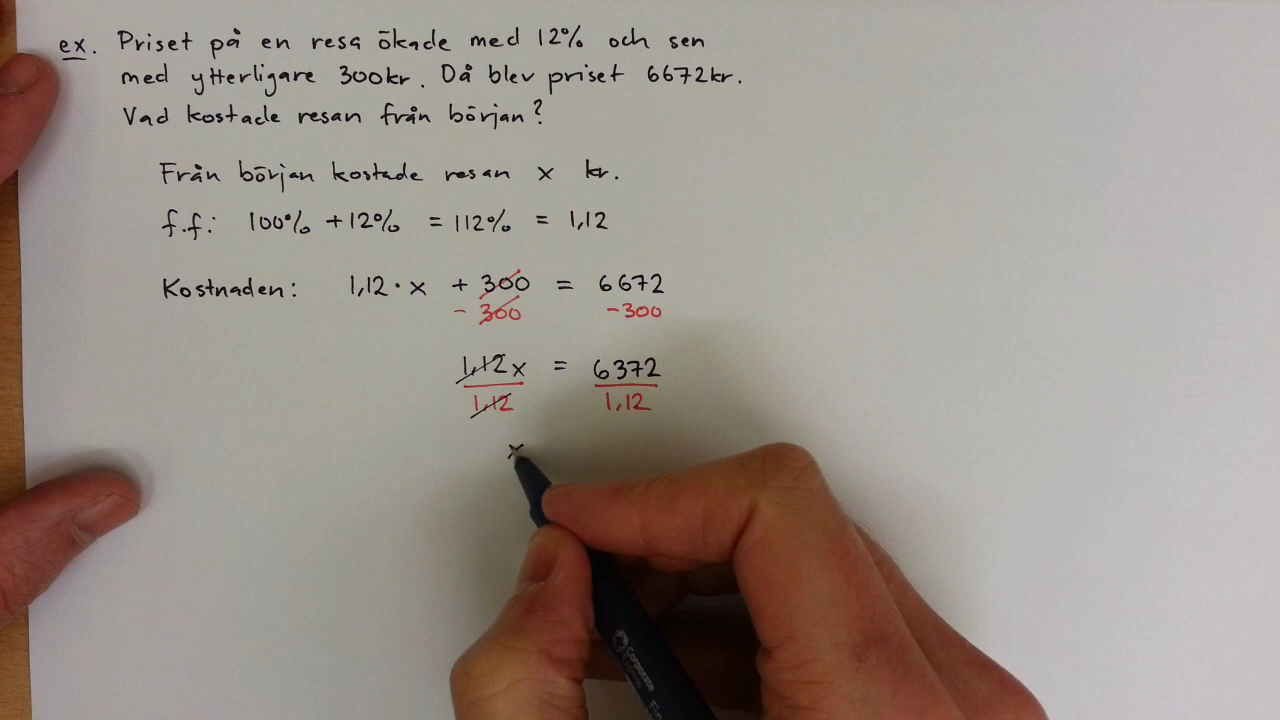 ex. Priset på en resa ökade med 12% och sen
med ytterligare 300kr. Då blev priset 6672kr.
Vad kostade resan från början?
Från början kostade resan x kr.
f.f: 100% +12% = 112% = 1,12
Kostnaden: 1,12·x + 300 = 6672
- 300 -300
1,12x = 6372
1,12 1,12
x
Corporate